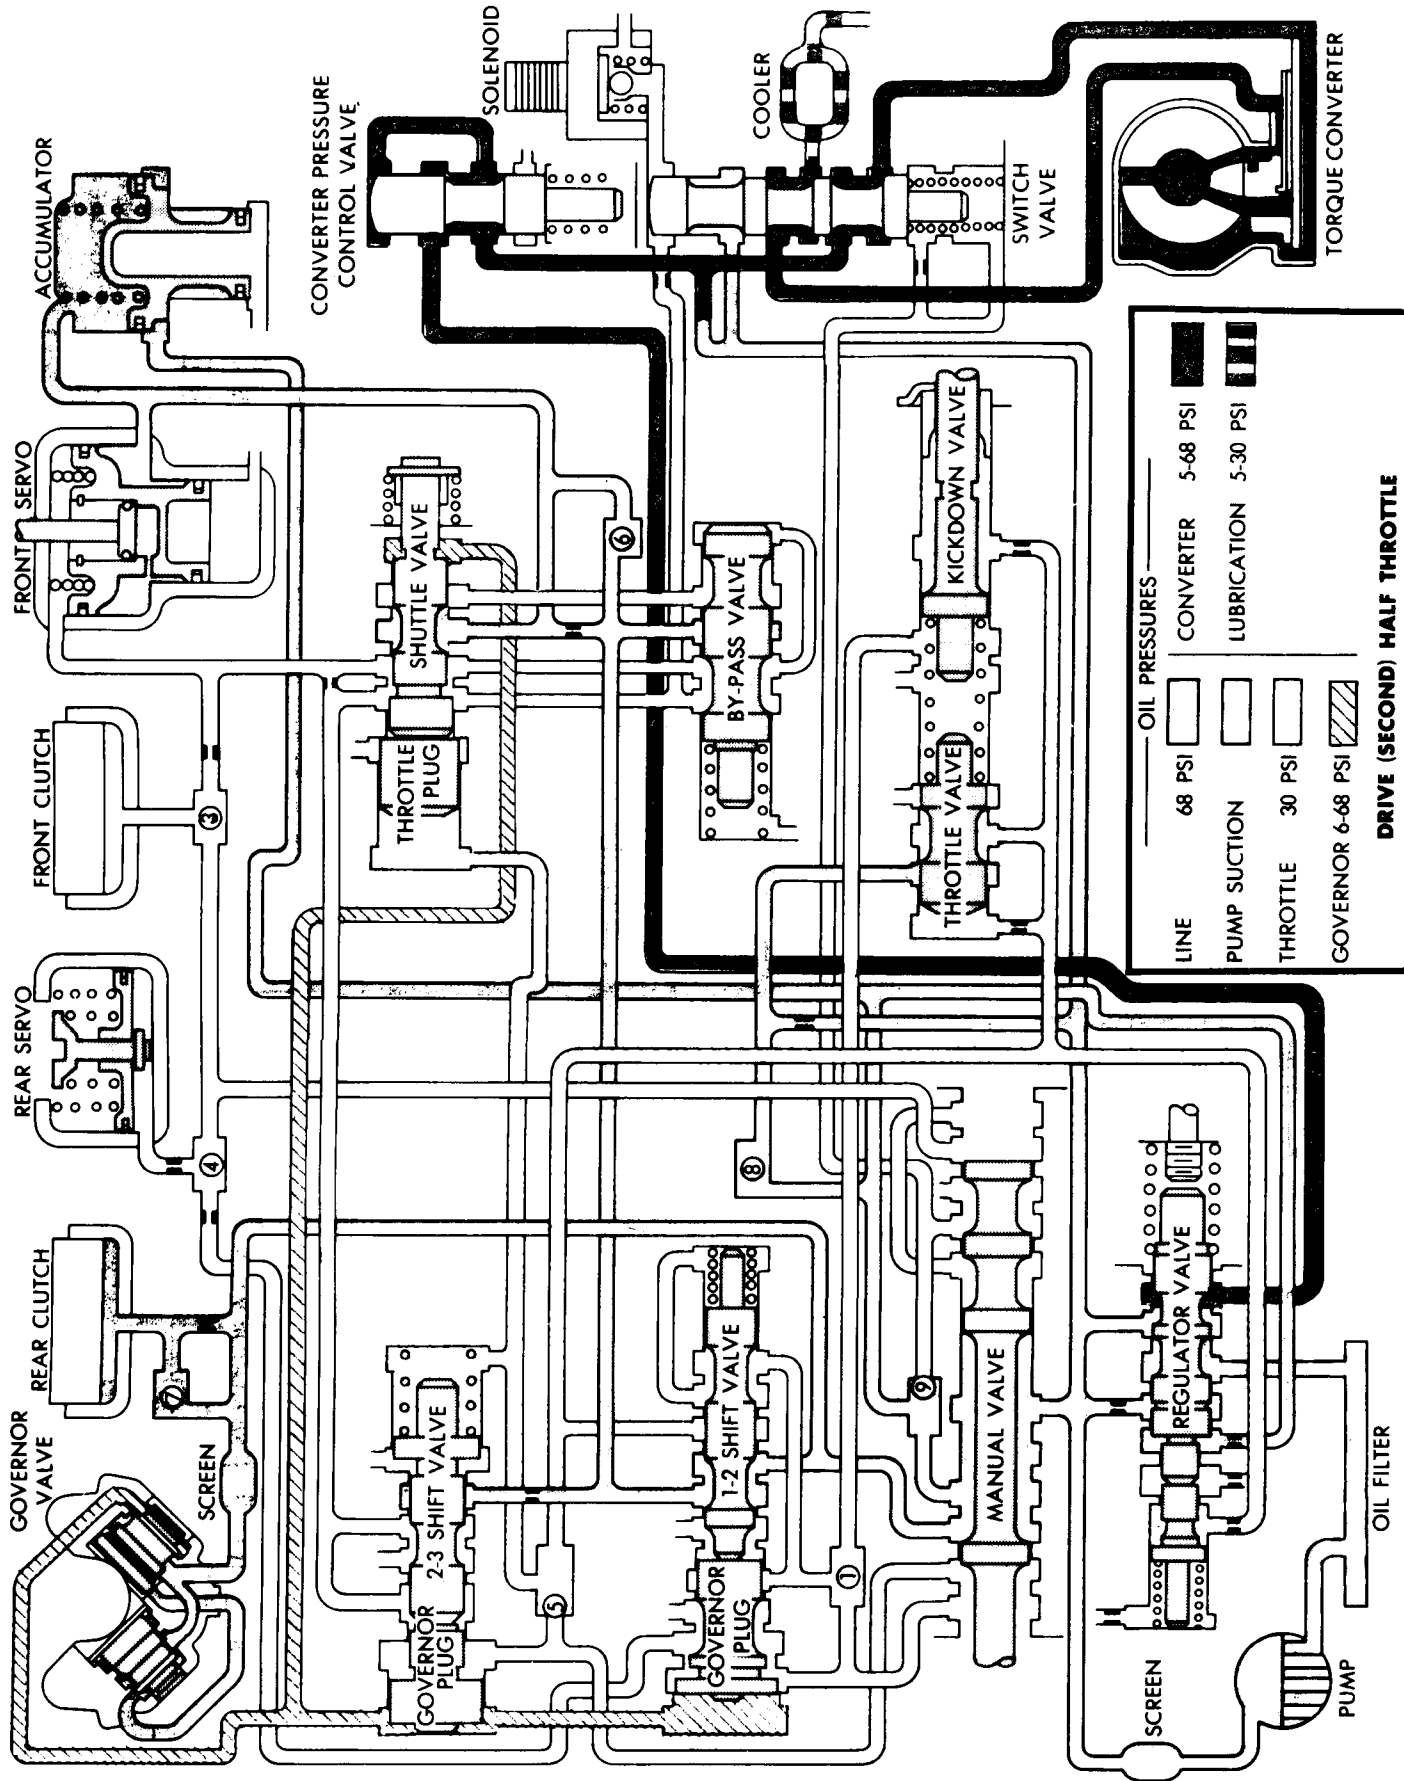 GOVERNOR
VALVE
REAR CLUTCH
REAR SERVO
FRONT CLUTCH
FRONT SERVO
ACCUMULATOR
SCREEN
⑦
④
③
CONVERTER PRESSURE
CONTROL VALVE
SOLENOID
GOVERNOR
PLUG
2-3 SHIFT VALVE
THROTTLE
PLUG
SHUTTLE VALVE
⑤
⑥
GOVERNOR
PLUG
1-2 SHIFT VALVE
⑧
BY-PASS VALVE
COOLER
①
⑨
THROTTLE VALVE
KICKDOWN VALVE
SWITCH
VALVE
MANUAL VALVE
SCREEN
REGULATOR VALVE
PUMP
OIL FILTER
TORQUE CONVERTER
OIL PRESSURES
LINE 68 PSI
PUMP SUCTION
THROTTLE 30 PSI
GOVERNOR 6-68 PSI
CONVERTER 5-68 PSI
LUBRICATION 5-30 PSI
DRIVE (SECOND) HALF THROTTLE